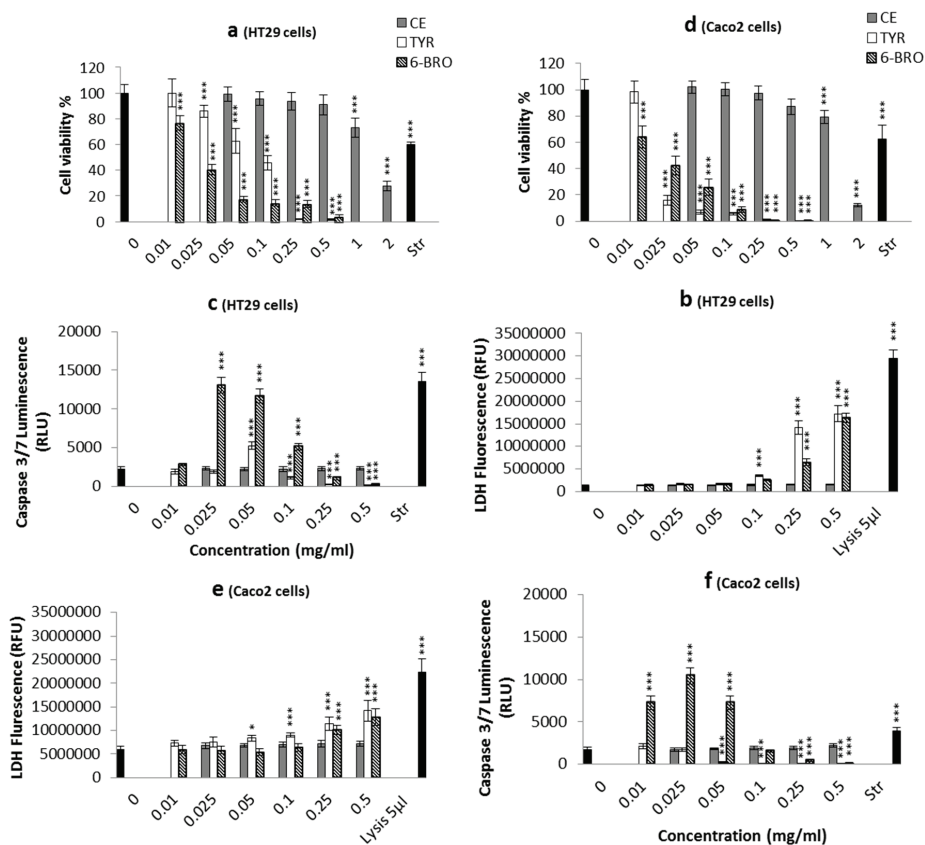 a (HT29 cells)
CE
TYR
6-BRO
Cell viability %
120
100
80
60
40
20
0
0 0.01 0.025 0.05 0.1 0.25 0.5 1 2 Str
*** *** *** *** *** *** *** *** *** *** *** *** *** ***
d (Caco2 cells)
CE
TYR
6-BRO
Cell viability %
120
100
80
60
40
20
0
0 0.01 0.025 0.05 0.1 0.25 0.5 1 2 Str
*** *** *** *** *** *** *** *** *** *** *** *** *** ***
c (HT29 cells)
Caspase 3/7 Luminescence
(RLU)
20000
15000
10000
5000
0
0 0.01 0.025 0.05 0.1 0.25 0.5 Str
*** *** *** *** *** *** *** *** *** ***
Concentration (mg/ml)
b (HT29 cells)
LDH Fluorescence (RFU)
35000000
30000000
25000000
20000000
15000000
10000000
5000000
0
0 0.01 0.025 0.05 0.1 0.25 0.5 Lysis 5µl
*** *** *** *** *** ***
e (Caco2 cells)
LDH Flurescence (RFU)
35000000
30000000
25000000
20000000
15000000
10000000
5000000
0
0 0.01 0.025 0.05 0.1 0.25 0.5 Lysis 5µl
* *** *** *** *** *** ***
f (Caco2 cells)
Caspase 3/7 Luminescence
(RLU)
20000
15000
10000
5000
0
0 0.01 0.025 0.05 0.1 0.25 0.5 Str
*** *** *** *** *** *** *** *** *** ***
Concentration (mg/ml)